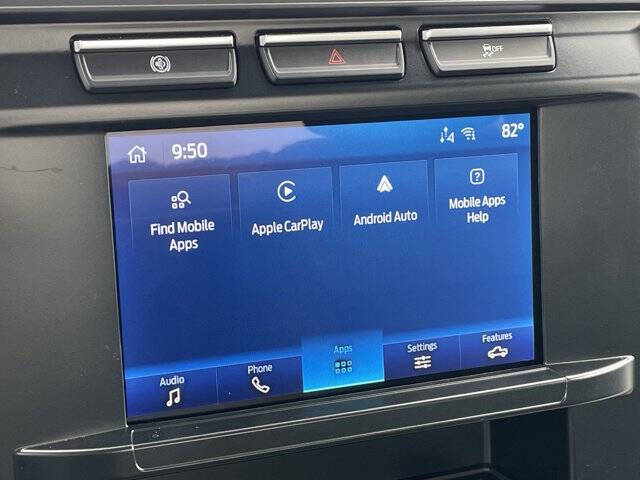 OFF
9:50
82°
Find Mobile
Apps
Apple CarPlay
Android Auto
Mobile Apps
Help
Audio
Phone
Apps
Settings
Features